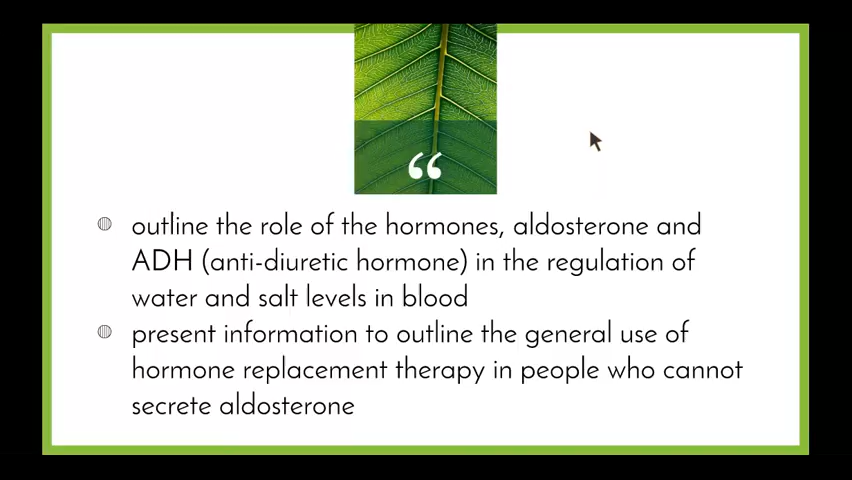 “
outline the role of the hormones, aldosterone and
ADH (anti-diuretic hormone) in the regulation of
water and salt levels in blood
present information to outline the general use of
hormone replacement therapy in people who cannot
secrete aldosterone